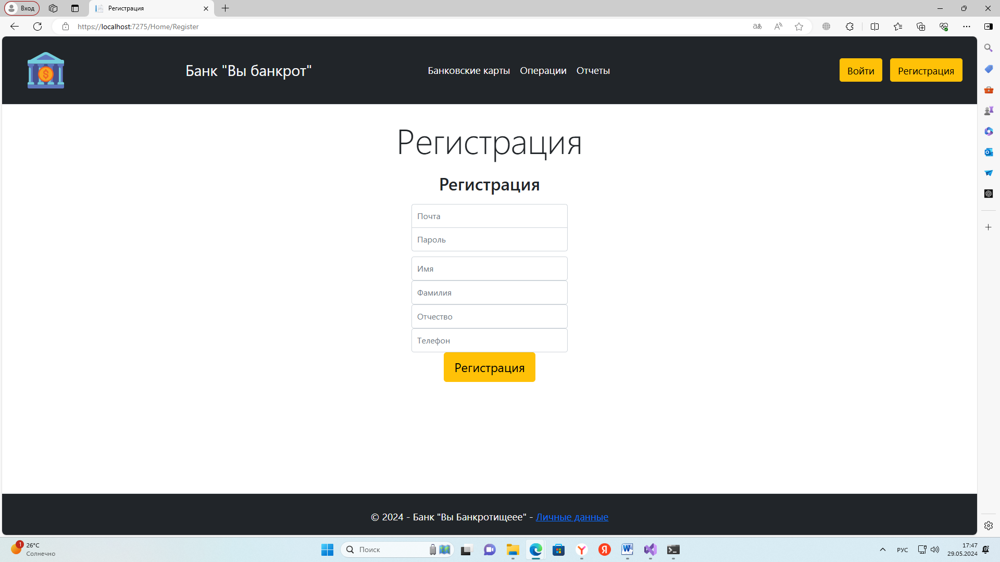 Вход
Регистрация
https://localhost:7275/Home/Register
Банк "Вы банкрот"
Банковские карты
Операции
Отчеты
Войти
Регистрация
Регистрация
Регистрация
Почта
Пароль
Имя
Фамилия
Отчество
Телефон
Регистрация
© 2024 - Банк "Вы Банкротищеее" - Личные данные
1
26°C
Солнечно
Поиск
РУС
17:47
29.05.2024